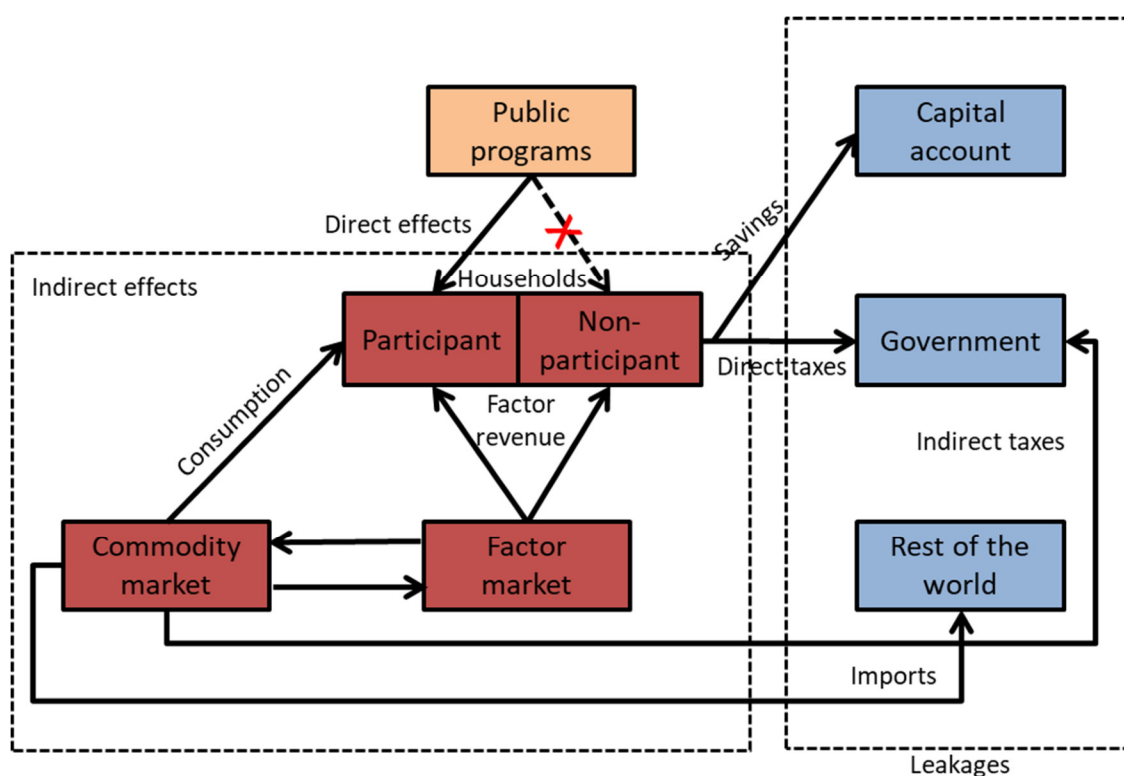 Public
programs
Capital
account
Direct effects
Savings
Households
Indirect effects
Participant
Non-
participant
Government
Direct taxes
Consumption
Factor
revenue
Indirect taxes
Commodity
market
Factor
market
Rest of the
world
Imports
Leakages